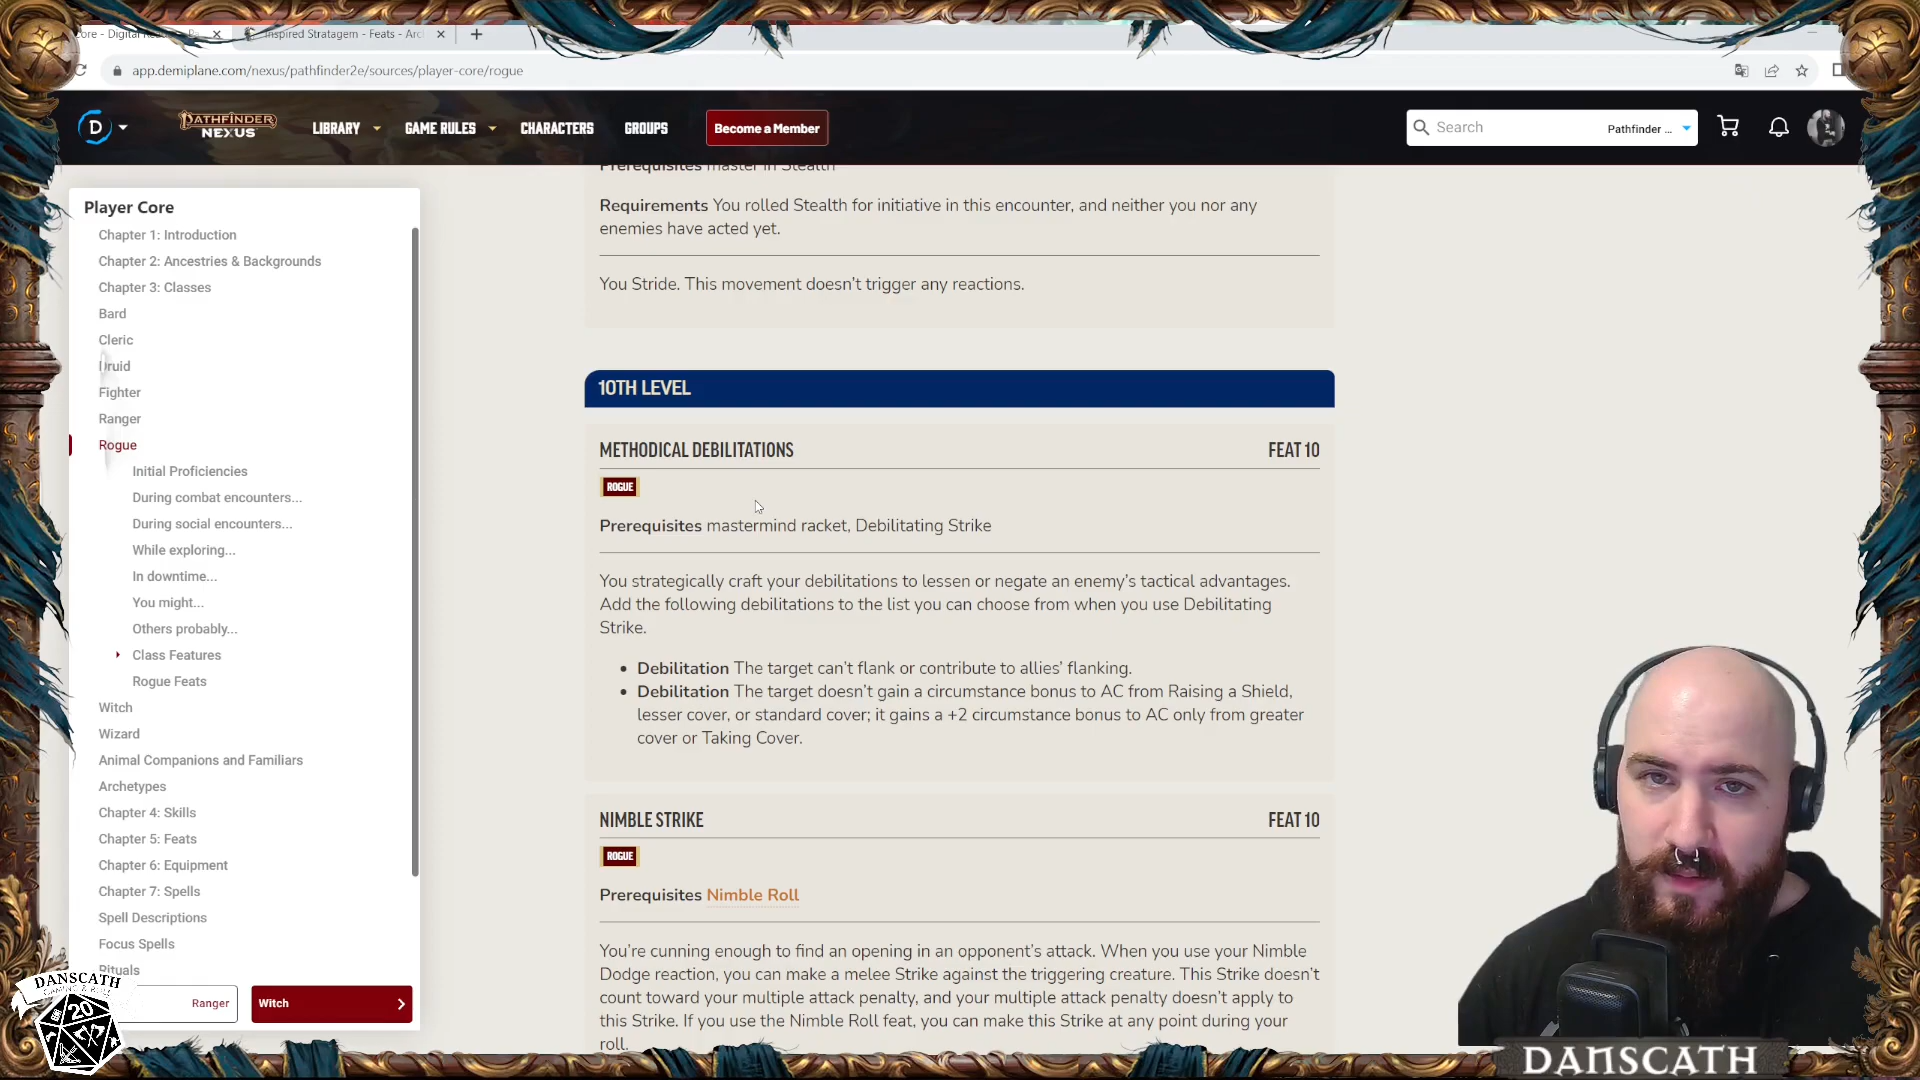 Core - Digital Rea
Inspired Stratagem - Feats - Arc
app.demiplane.com/nexus/pathfinder2e/sources/player-core/rogue
D
PATHFINDER
NEXUS
LIBRARY
GAME RULES
CHARACTERS
GROUPS
Become a Member
Search
Pathfinder ...
Player Core
Chapter 1: Introduction
Chapter 2: Ancestries & Backgrounds
Chapter 3: Classes
Bard
Cleric
Druid
Fighter
Ranger
Rogue
Initial Proficiencies
During combat encounters...
During social encounters...
While exploring...
In downtime...
You might...
Others probably...
Class Features
Rogue Feats
Witch
Wizard
Animal Companions and Familiars
Archetypes
Chapter 4: Skills
Chapter 5: Feats
Chapter 6: Equipment
Chapter 7: Spells
Spell Descriptions
Focus Spells
Rituals
Ranger
Witch
Prerequisites master in Stealth
Requirements You rolled Stealth for initiative in this encounter, and neither you nor any
enemies have acted yet.
You Stride. This movement doesn't trigger any reactions.
10TH LEVEL
METHODICAL DEBILITATIONS
FEAT 10
ROGUE
Prerequisites mastermind racket, Debilitating Strike
You strategically craft your debilitations to lessen or negate an enemy's tactical advantages.
Add the following debilitations to the list you can choose from when you use Debilitating
Strike.
• Debilitation The target can't flank or contribute to allies' flanking.
• Debilitation The target doesn't gain a circumstance bonus to AC from Raising a Shield,
lesser cover, or standard cover; it gains a +2 circumstance bonus to AC only from greater
cover or Taking Cover.
NIMBLE STRIKE
FEAT 10
ROGUE
Prerequisites Nimble Roll
You're cunning enough to find an opening in an opponent's attack. When you use your Nimble
Dodge reaction, you can make a melee Strike against the triggering creature. This Strike doesn't
count toward your multiple attack penalty, and your multiple attack penalty doesn't apply to
this Strike. If you use the Nimble Roll feat, you can make this Strike at any point during your
roll.
DANSCATH
20
DANSCATH